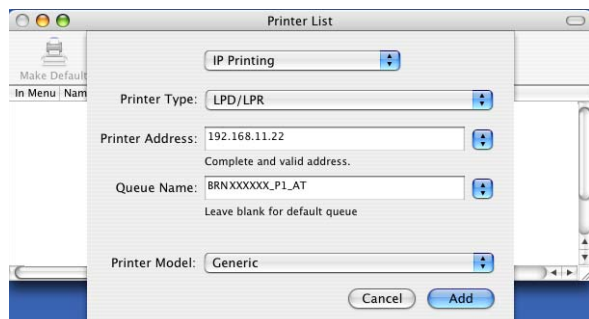 Printer List
IP Printing
Make Default
In Menu Nam
Printer Type: LPD/LPR
Printer Address: 192.168.11.22
Complete and valid address.
Queue Name: BRNXXXXXX_P1_AT
Leave blank for default queue
Printer Model: Generic
Cancel Add